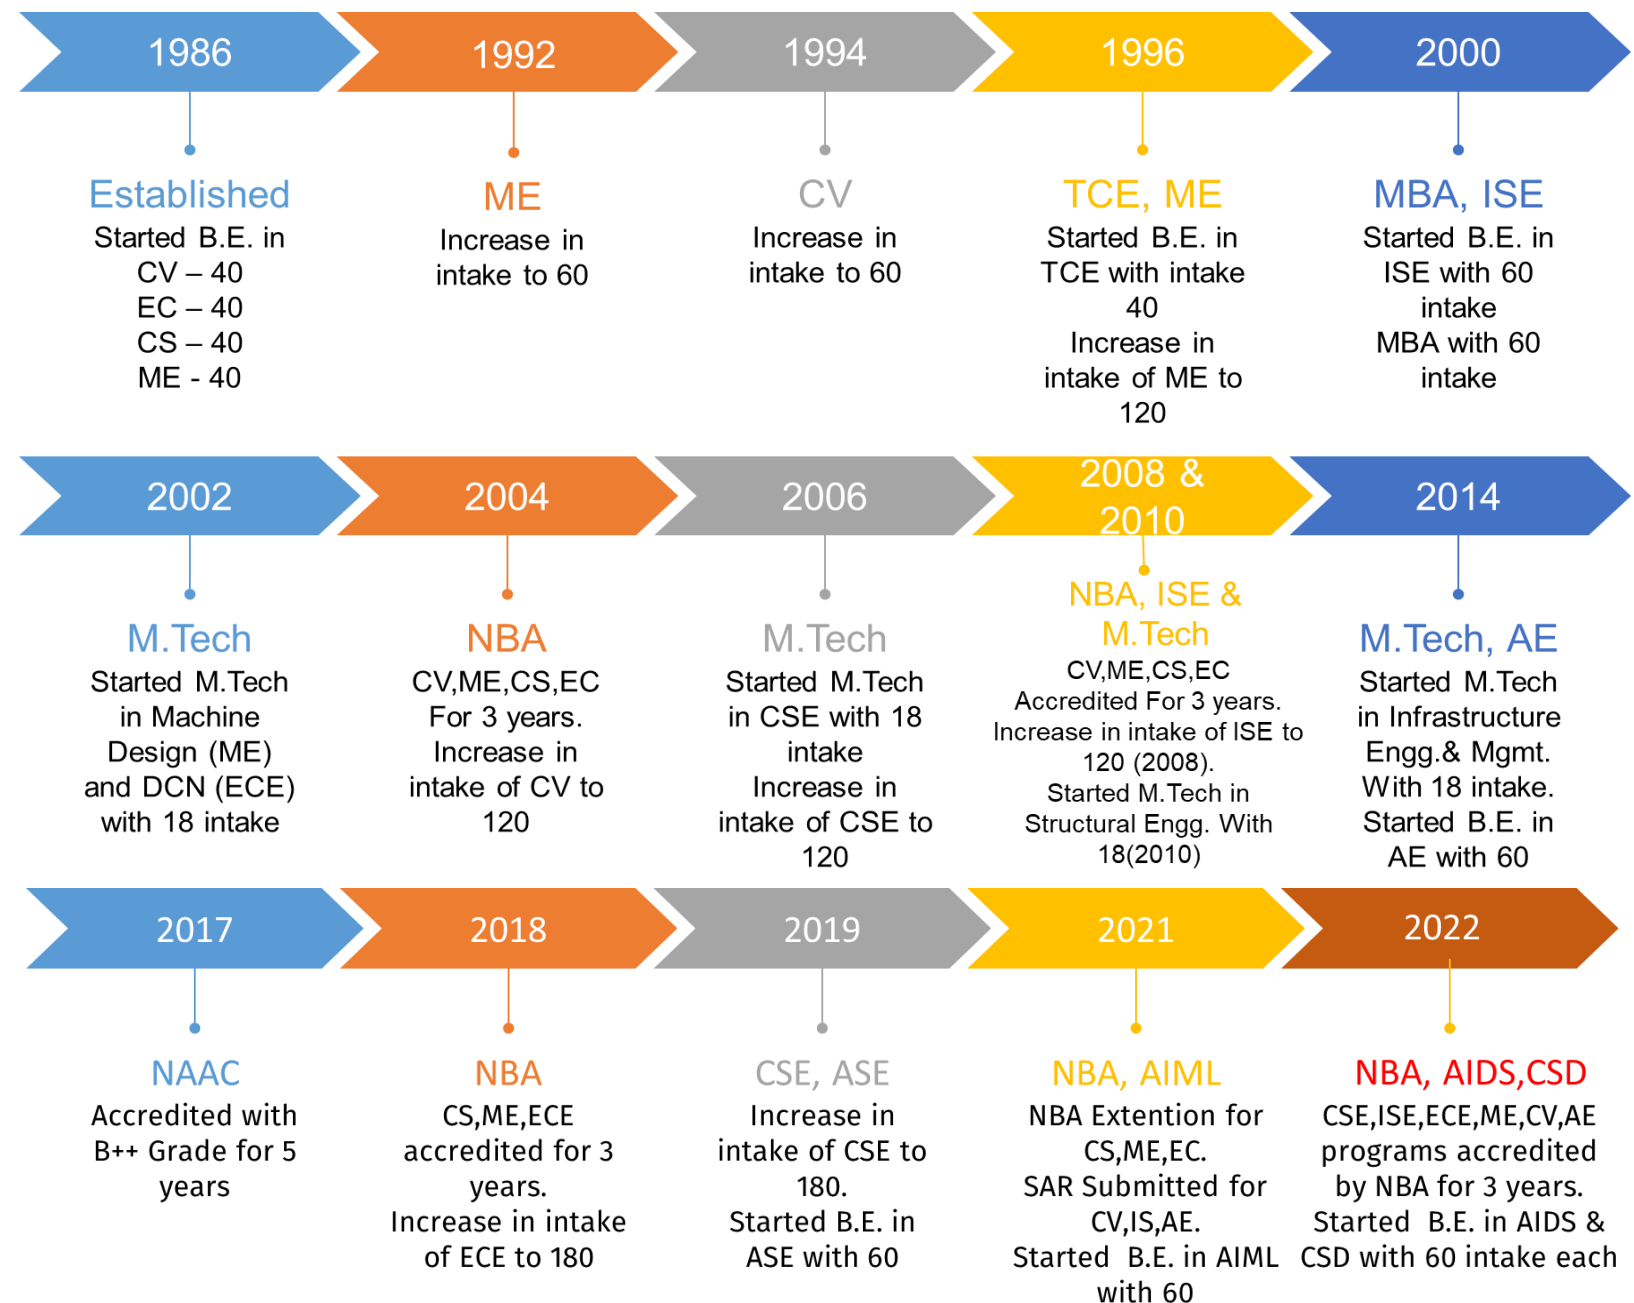 1986
Established
Started B.E. in
CV – 40
EC – 40
CS – 40
ME - 40
1992
ME
Increase in
intake to 60
1994
CV
Increase in
intake to 60
1996
TCE, ME
Started B.E. in
TCE with intake
40
Increase in
intake of ME to
120
2000
MBA, ISE
Started B.E. in
ISE with 60
intake
MBA with 60
intake
2002
M.Tech
Started M.Tech
in Machine
Design (ME)
and DCN (ECE)
with 18 intake
2004
NBA
CV,ME,CS,EC
For 3 years.
Increase in
intake of CV to
120
2006
M.Tech
Started M.Tech
in CSE with 18
intake
Increase in
intake of CSE to
120
2008 &
2010
NBA, ISE &
M.Tech
CV,ME,CS,EC
Accredited For 3 years.
Increase in intake of ISE to
120 (2008).
Started M.Tech in
Structural Engg. With
18(2010)
2014
M.Tech, AE
Started M.Tech
in Infrastructure
Engg.& Mgmt.
With 18 intake.
Started B.E. in
AE with 60
2017
NAAC
Accredited with
B++ Grade for 5
years
2018
NBA
CS,ME,ECE
accredited for 3
years.
Increase in intake
of ECE to 180
2019
CSE, ASE
Increase in
intake of CSE to
180.
Started B.E. in
ASE with 60
2021
NBA, AIML
NBA Extention for
CS,ME,EC.
SAR Submitted for
CV,IS,AE.
Started B.E. in AIML
with 60
2022
NBA, AIDS,CSD
CSE,ISE,ECE,ME,CV,AE
programs accredited
by NBA for 3 years.
Started B.E. in AIDS &
CSD with 60 intake each